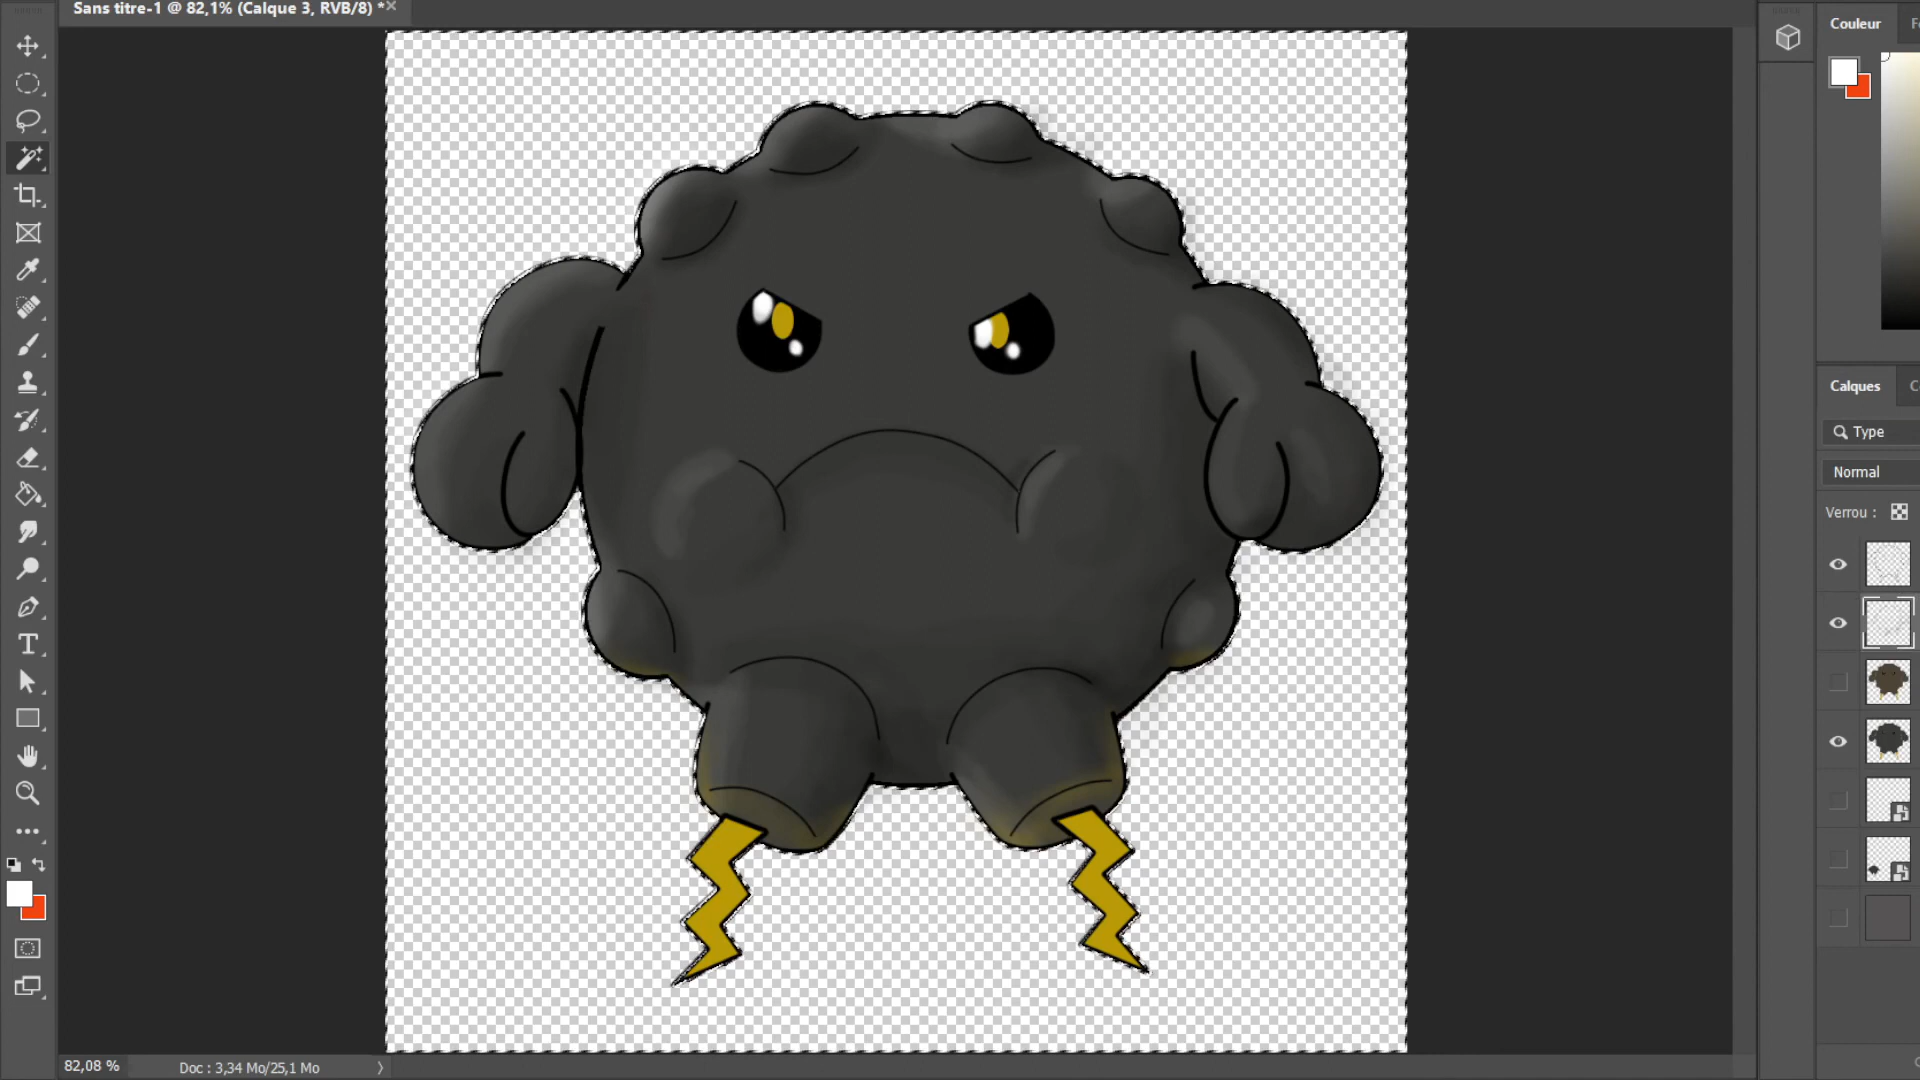 Sans titre-1 @ 82,1% (Calque 3, RVB/8) *
Couleur
Calques
Type
Normal
Verrou :
T
82,08 %
Doc : 3,34 Mo/25,1 Mo